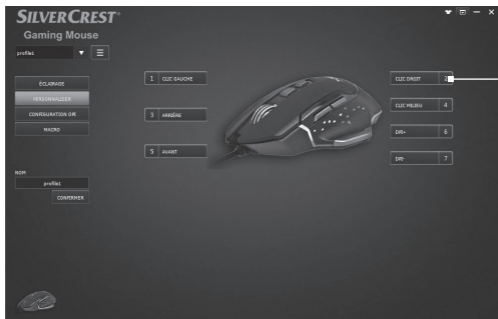 SILVERCREST®
Gaming Mouse
profile1
ÉCLAIRAGE
PERSONNALISER
CONFIGURATION DPI
MACRO
NOM
profile1
CONFIRMER
1 CLIC GAUCHE
3 ARRIÈRE
5 AVANT
CLIC DROIT 2
CLIC MILIEU 4
DPI+ 6
DPI- 7